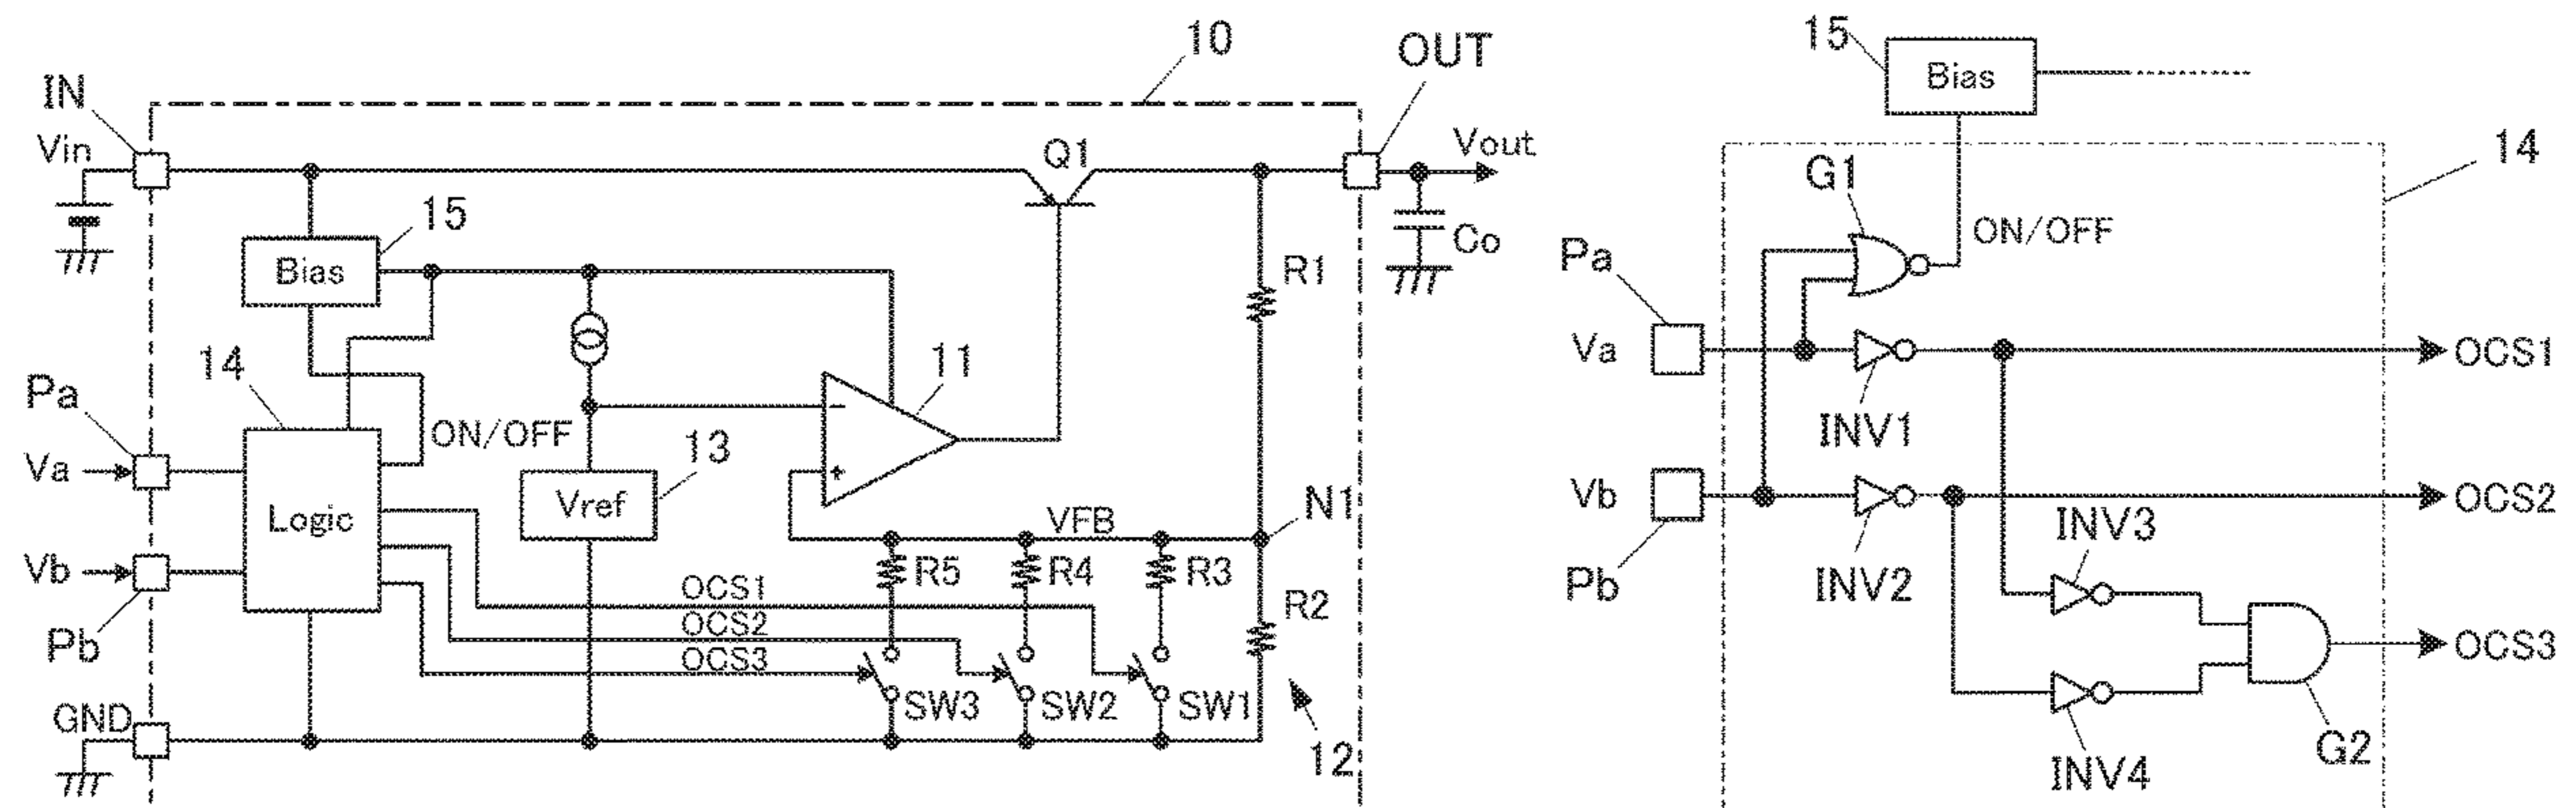 10
OUT
IN
Vin
Q1
Vout
15
Co
Bias
R1
14
11
Pa
ON/OFF
13
Va
Logic
Vref
N1
VFB
R5
R4
R3
Vb
OCS1
R2
OCS2
Pb
OCS3
SW3
SW2
SW1
GND
12
15
Bias
14
G1
ON/OFF
Pa
Va
OCS1
INV1
Vb
OCS2
INV3
Pb
INV2
OCS3
G2
INV4